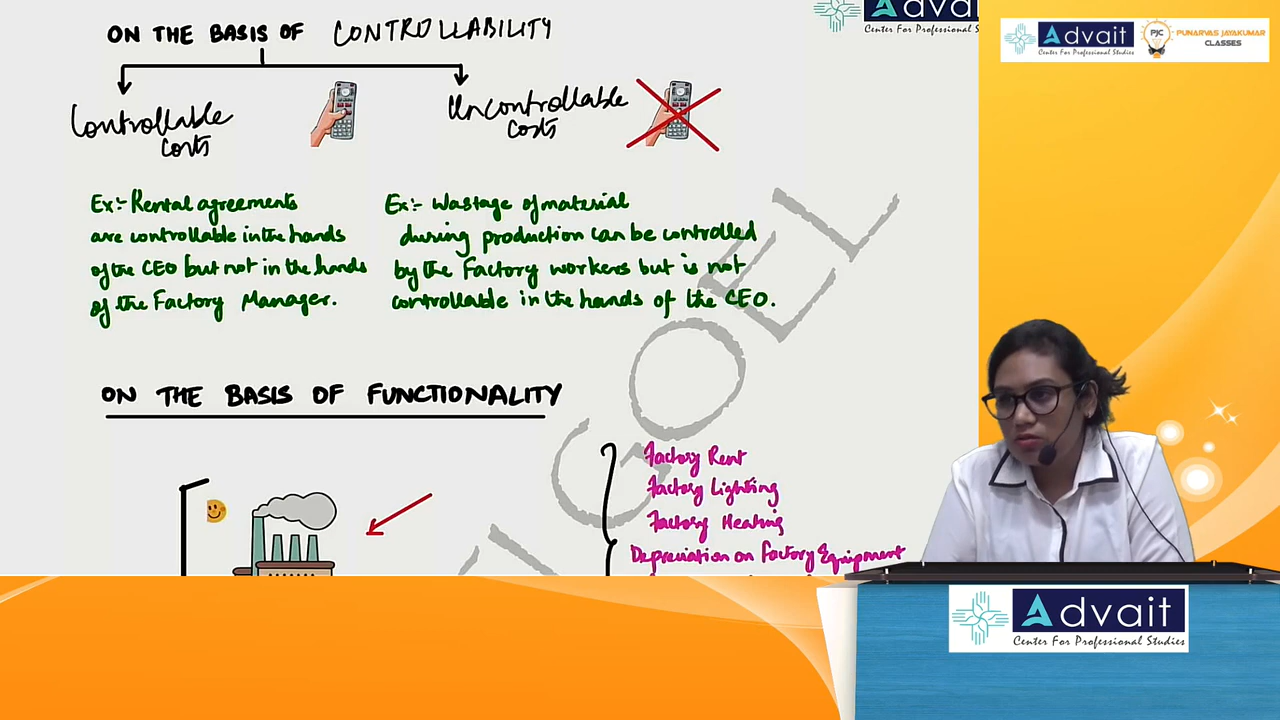 ON THE BASIS OF CONTROLLABILITY
Controllable
costs
Uncontrollable
costs
Ex:- Rental agreements
are controllable in the hands
of the CEO but not in the hands
of the Factory Manager.
Ex:- Wastage of material
during production can be controlled
by the Factory workers but is not
controllable in the hands of the CEO.
ON THE BASIS OF FUNCTIONALITY
Factory Rent
Factory Lighting
Factory Heating
Depreciation on Factory Equipment
GOEL
Advai
Center For Professional S
Advait
Center For Professional Studies
PJC
PUNARVAS JAYAKUMAR
CLASSES
Advait
Center For Professional Studies